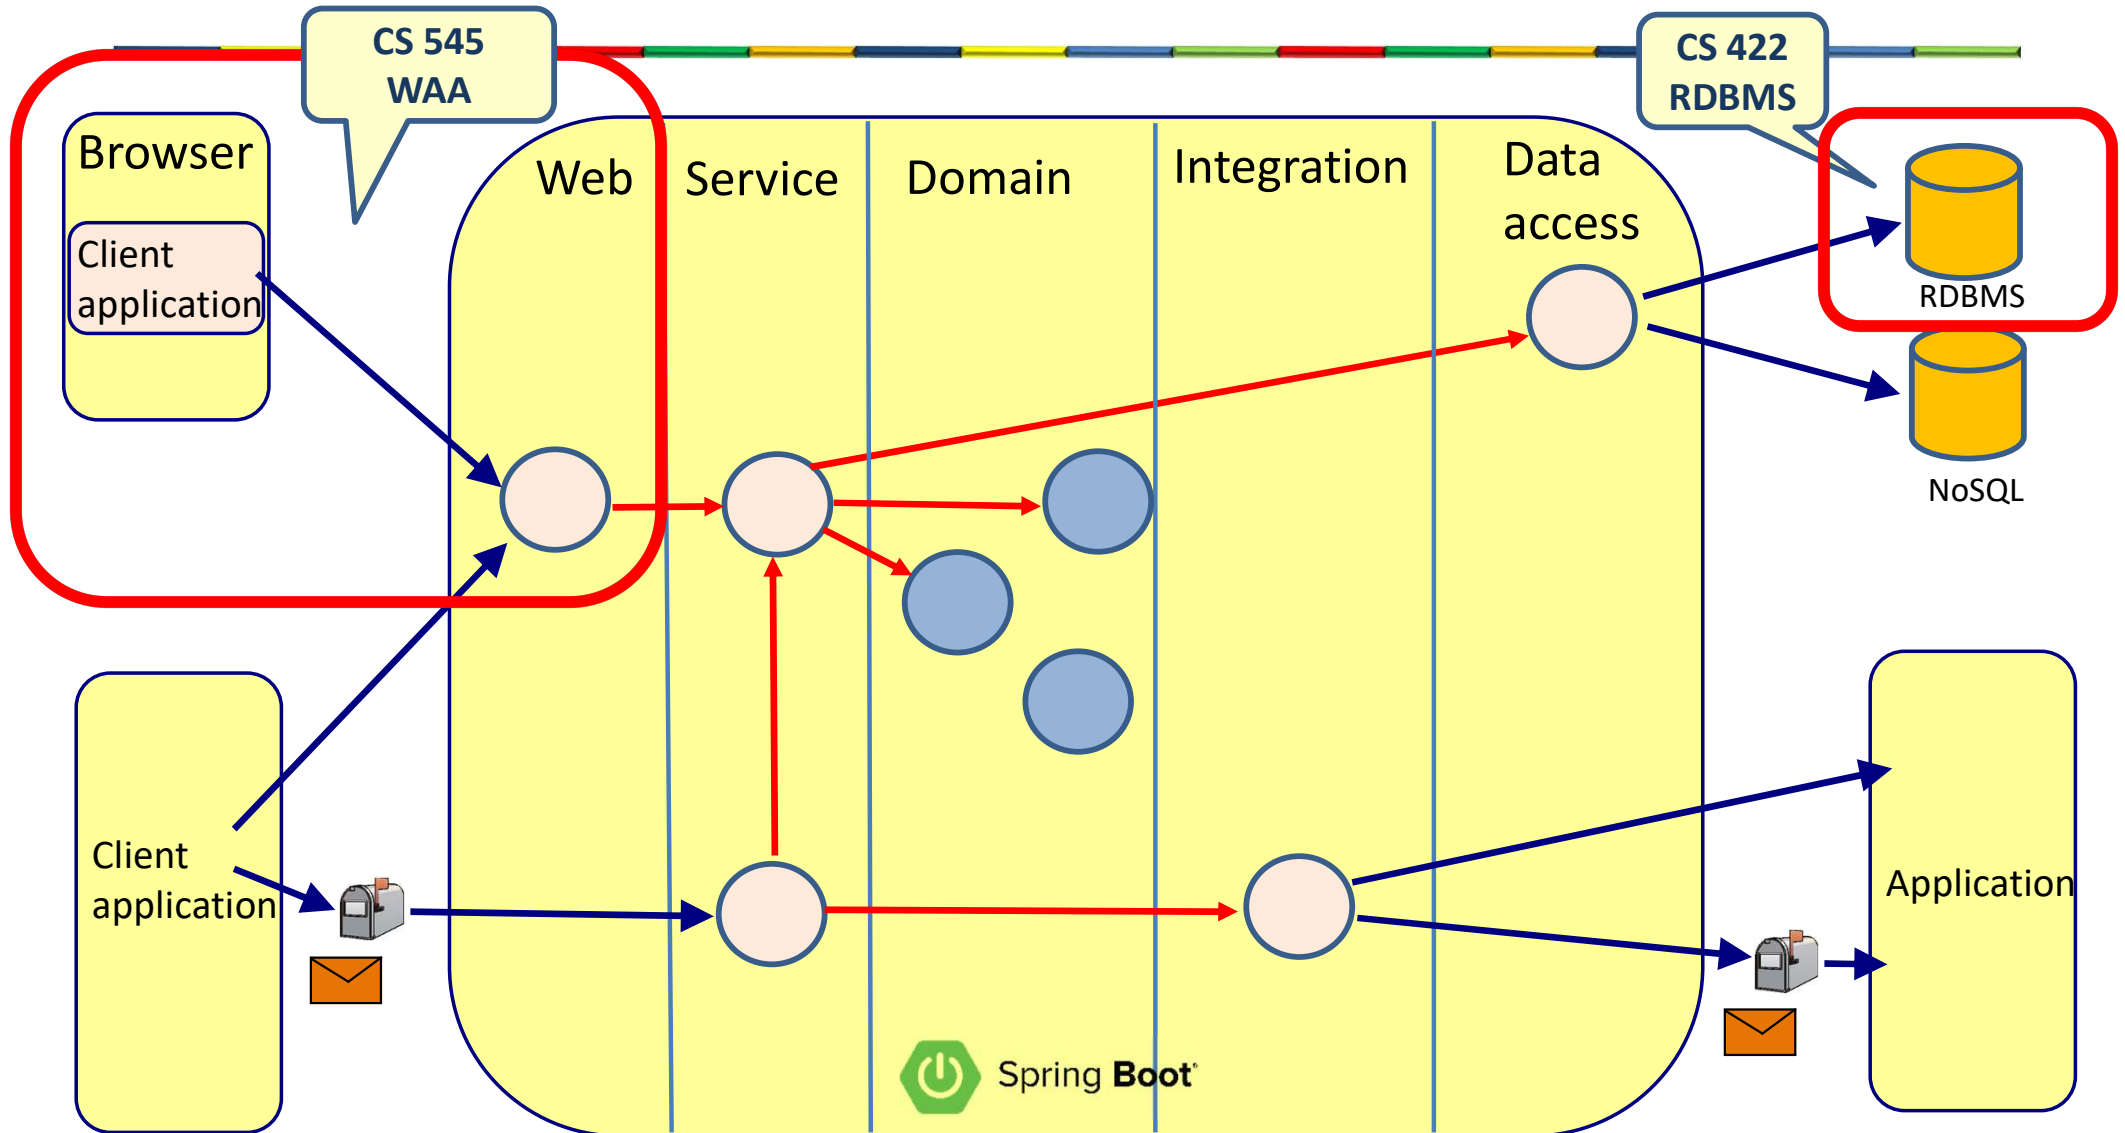 CS 545
WAA
CS 422
RDBMS
Browser
Client
application
Web
Service
Domain
Integration
Data
access
RDBMS
NoSQL
Client
application
Application
Spring Boot